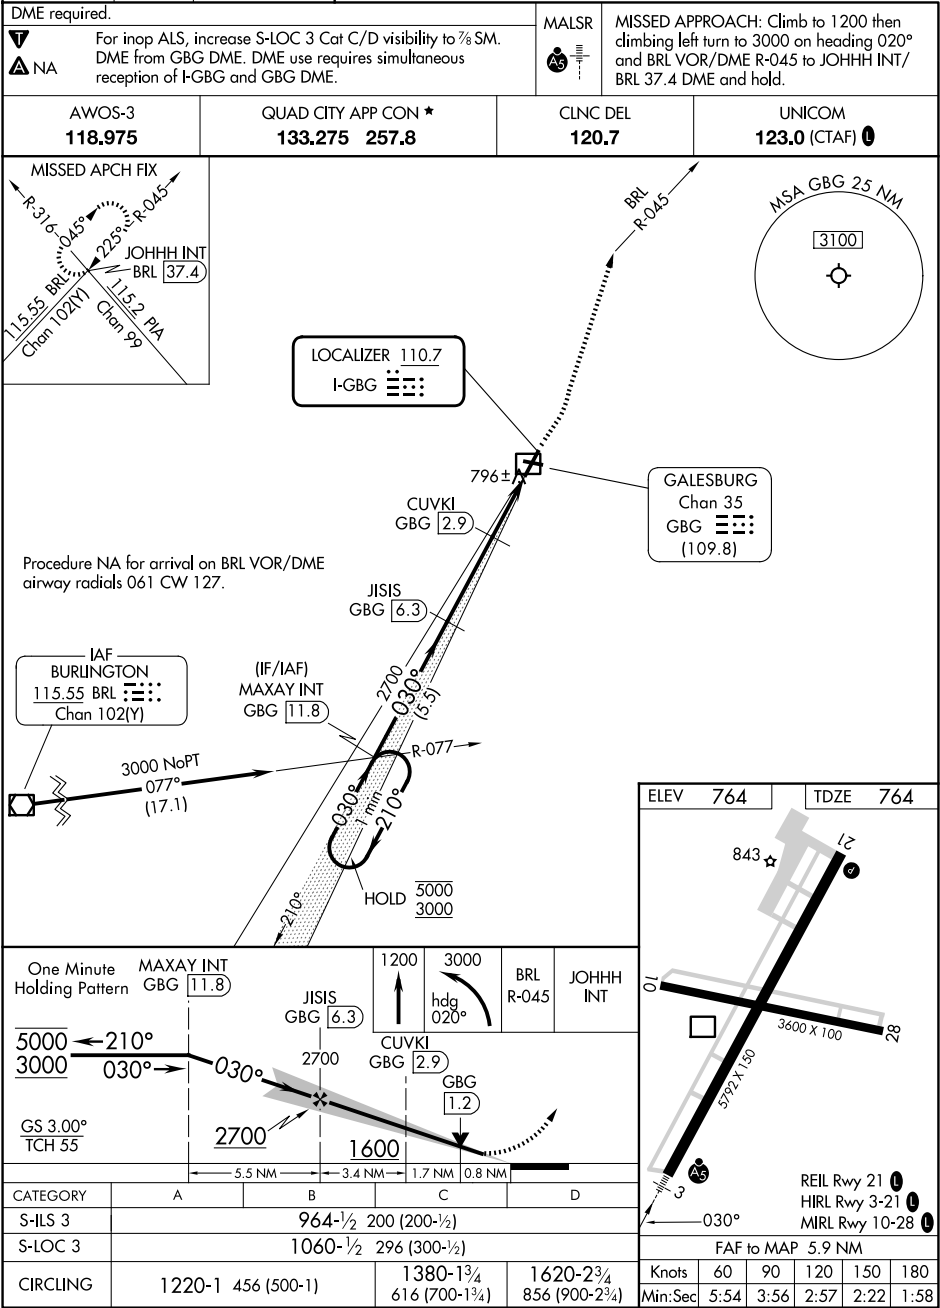 DME required.
T
A NA
For inop ALS, increase S-LOC 3 Cat C/D visibility to ⅞ SM.
DME from GBG DME. DME use requires simultaneous
reception of I-GBG and GBG DME.
MALSR
A5
MISSED APPROACH: Climb to 1200 then
climbing left turn to 3000 on heading 020°
and BRL VOR/DME R-045 to JOHHH INT/
BRL 37.4 DME and hold.
AWOS-3
118.975
QUAD CITY APP CON ★
133.275 257.8
CLNC DEL
120.7
UNICOM
123.0 (CTAF) L
MISSED APCH FIX
R-316
045°
225°
R-045
JOHHH INT
BRL 37.4
115.55 BRL
Chan 102(Y)
115.2 PIA
Chan 99
BRL
R-045
MSA GBG 25 NM
3100
LOCALIZER 110.7
I-GBG
796±
GALESBURG
Chan 35
GBG
(109.8)
CUVKI
GBG 2.9
Procedure NA for arrival on BRL VOR/DME
airway radials 061 CW 127.
JISIS
GBG 6.3
IAF
BURLINGTON
115.55 BRL
Chan 102(Y)
(IF/IAF)
MAXAY INT
GBG 11.8
2700
030°
(5.5)
R-077
3000 NoPT
077°
(17.1)
030°
1 min
210°
HOLD 5000
3000
210°
ELEV 764
TDZE 764
843
21
P
10
28
3600 X 100
5792 X 150
3
A5
030°
REIL Rwy 21 L
HIRL Rwy 3-21 L
MIRL Rwy 10-28 L
One Minute
Holding Pattern
MAXAY INT
GBG 11.8
JISIS
GBG 6.3
1200
3000
hdg
020°
BRL
R-045
JOHHH
INT
5000
3000
210°
030°
030°
2700
CUVKI
GBG 2.9
GBG
1.2
GS 3.00°
TCH 55
2700
1600
5.5 NM
3.4 NM
1.7 NM
0.8 NM
CATEGORY A B C D
S-ILS 3 964-½ 200 (200-½)
S-LOC 3 1060-½ 296 (300-½)
CIRCLING 1220-1 456 (500-1)
1380-1¾
616 (700-1¾)
1620-2¾
856 (900-2¾)
FAF to MAP 5.9 NM
Knots 60 90 120 150 180
Min:Sec 5:54 3:56 2:57 2:22 1:58